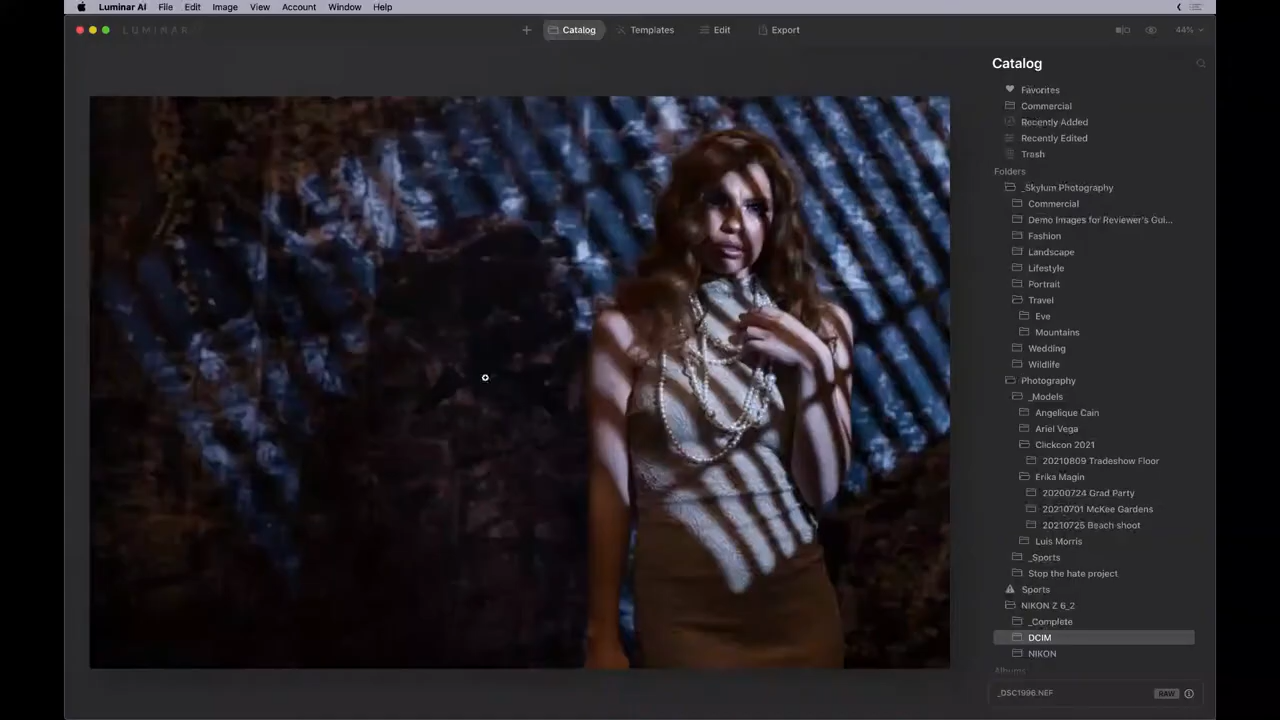 Luminar AI File Edit Image View Account Window Help
LUMINAR
Catalog Templates Edit Export 44%
Catalog
Favorites
Commercial
Recently Added
Recently Edited
Trash
Folders
_Skylum Photography
Commercial
Demo Images for Reviewer's Gui...
Fashion
Landscape
Lifestyle
Portrait
Travel
Eve
Mountains
Wedding
Wildlife
Photography
_Models
Angelique Cain
Ariel Vega
Clickcon 2021
20210809 Tradeshow Floor
Erika Magin
20200724 Grad Party
20210701 McKee Gardens
20210725 Beach shoot
Luis Morris
_Sports
Stop the hate project
Sports
NIKON Z 6_2
_Complete
DCIM
NIKON
Albums
_DSC1996.NEF RAW